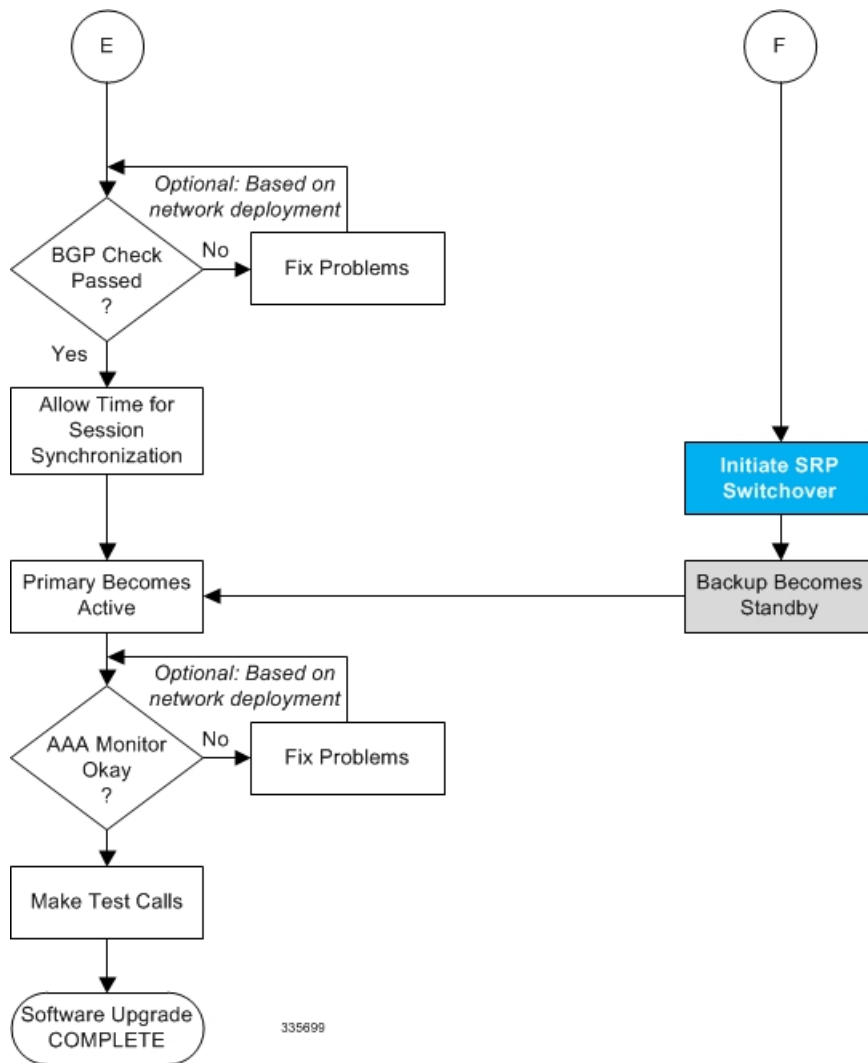 E
F
Optional: Based on
network deployment
BGP Check
Passed
?
No
Fix Problems
Yes
Allow Time for
Session
Synchronization
Initiate SRP
Switchover
Primary Becomes
Active
Backup Becomes
Standby
Optional: Based on
network deployment
AAA Monitor
Okay
?
No
Fix Problems
Make Test Calls
Software Upgrade
COMPLETE
335699